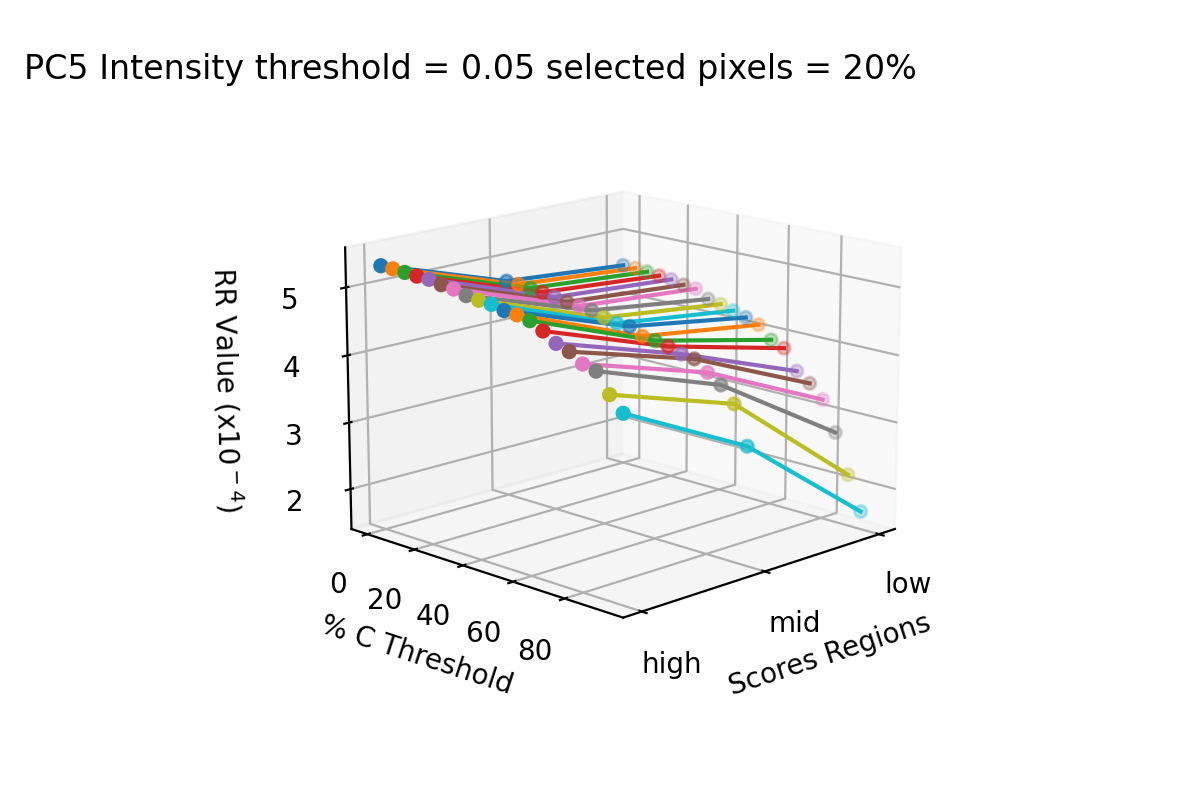 PC5 Intensity threshold = 0.05 selected pixels = 20%
RR Value (x10⁻⁴)
5
4
3
2
0
20
40
60
80
% C Threshold
high
mid
low
Scores Regions